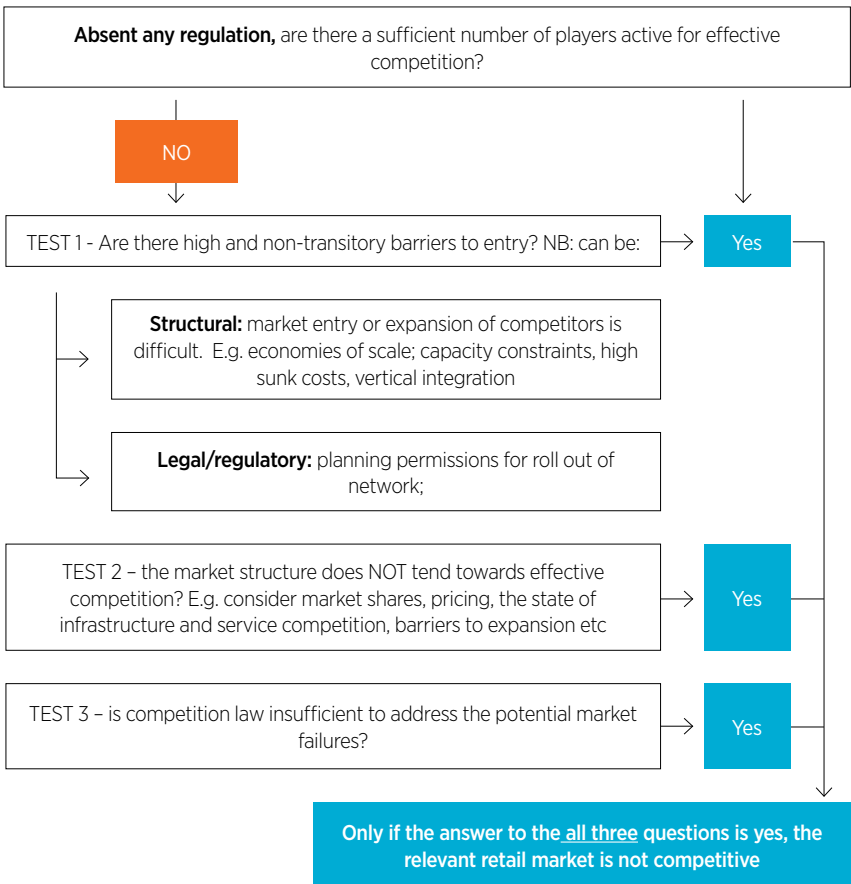 Absent any regulation, are there a sufficient number of players active for effective
competition?
NO
TEST 1 - Are there high and non-transitory barriers to entry? NB: can be:
Yes
Structural: market entry or expansion of competitors is
difficult. E.g. economies of scale; capacity constraints, high
sunk costs, vertical integration
Legal/regulatory: planning permissions for roll out of
network;
TEST 2 – the market structure does NOT tend towards effective
competition? E.g. consider market shares, pricing, the state of
infrastructure and service competition, barriers to expansion etc
Yes
TEST 3 – is competition law insufficient to address the potential market
failures?
Yes
Only if the answer to the all three questions is yes, the
relevant retail market is not competitive